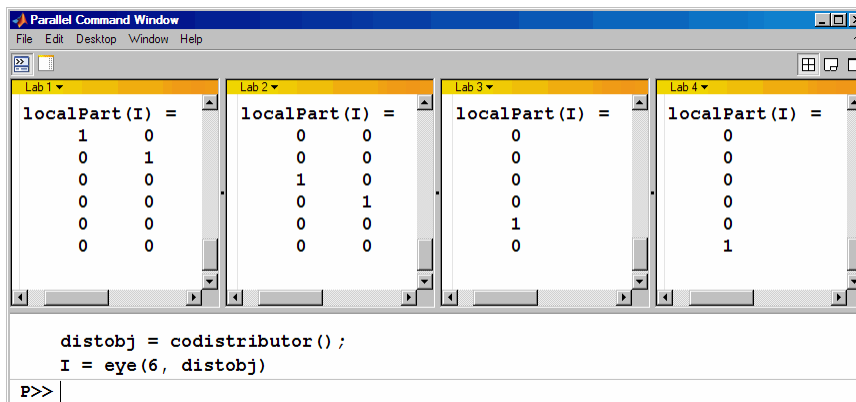 Parallel Command Window
File Edit Desktop Window Help
Lab 1
localPart(I) =
1 0
0 1
0 0
0 0
0 0
0 0
Lab 2
localPart(I) =
0 0
0 0
1 0
0 1
0 0
0 0
Lab 3
localPart(I) =
0
0
0
0
1
0
Lab 4
localPart(I) =
0
0
0
0
0
1
distobj = codistributor();
I = eye(6, distobj)
P>>